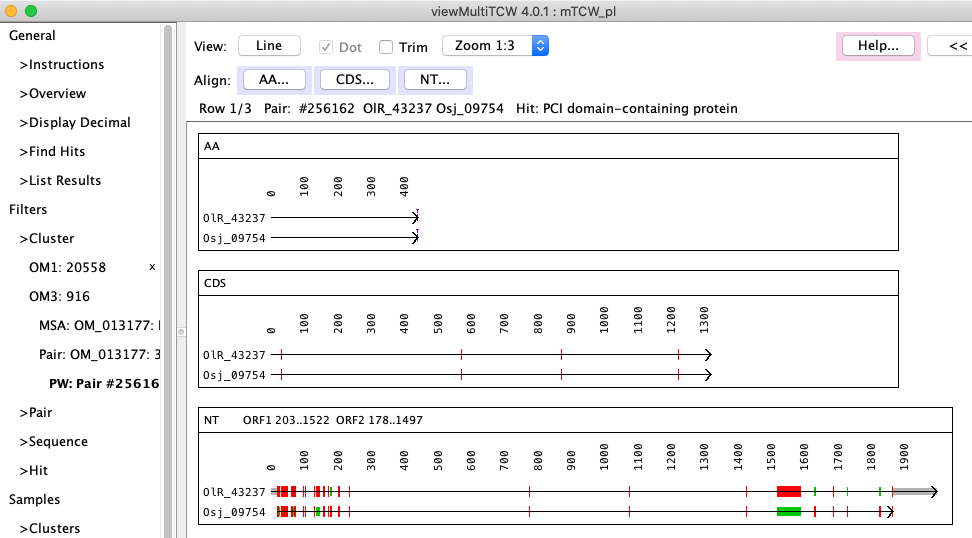 viewMultiTCW 4.0.1 : mTCW_pl
General
>Instructions
>Overview
>Display Decimal
>Find Hits
>List Results
Filters
>Cluster
OM1: 20558 x
OM3: 916
MSA: OM_013177:
Pair: OM_013177: 3
PW: Pair #25616
>Pair
>Sequence
>Hit
Samples
>Clusters
View: Line Dot Trim Zoom 1:3 Help... <<
Align: AA... CDS... NT...
Row 1/3 Pair: #256162 OlR_43237 Osj_09754 Hit: PCI domain-containing protein
AA
0 100 200 300 400
OlR_43237
Osj_09754
CDS
0 100 200 300 400 500 600 700 800 900 1000 1100 1200 1300
OlR_43237
Osj_09754
NT ORF1 203..1522 ORF2 178..1497
0 100 200 300 400 500 600 700 800 900 1000 1100 1200 1300 1400 1500 1600 1700 1800 1900
OlR_43237
Osj_09754